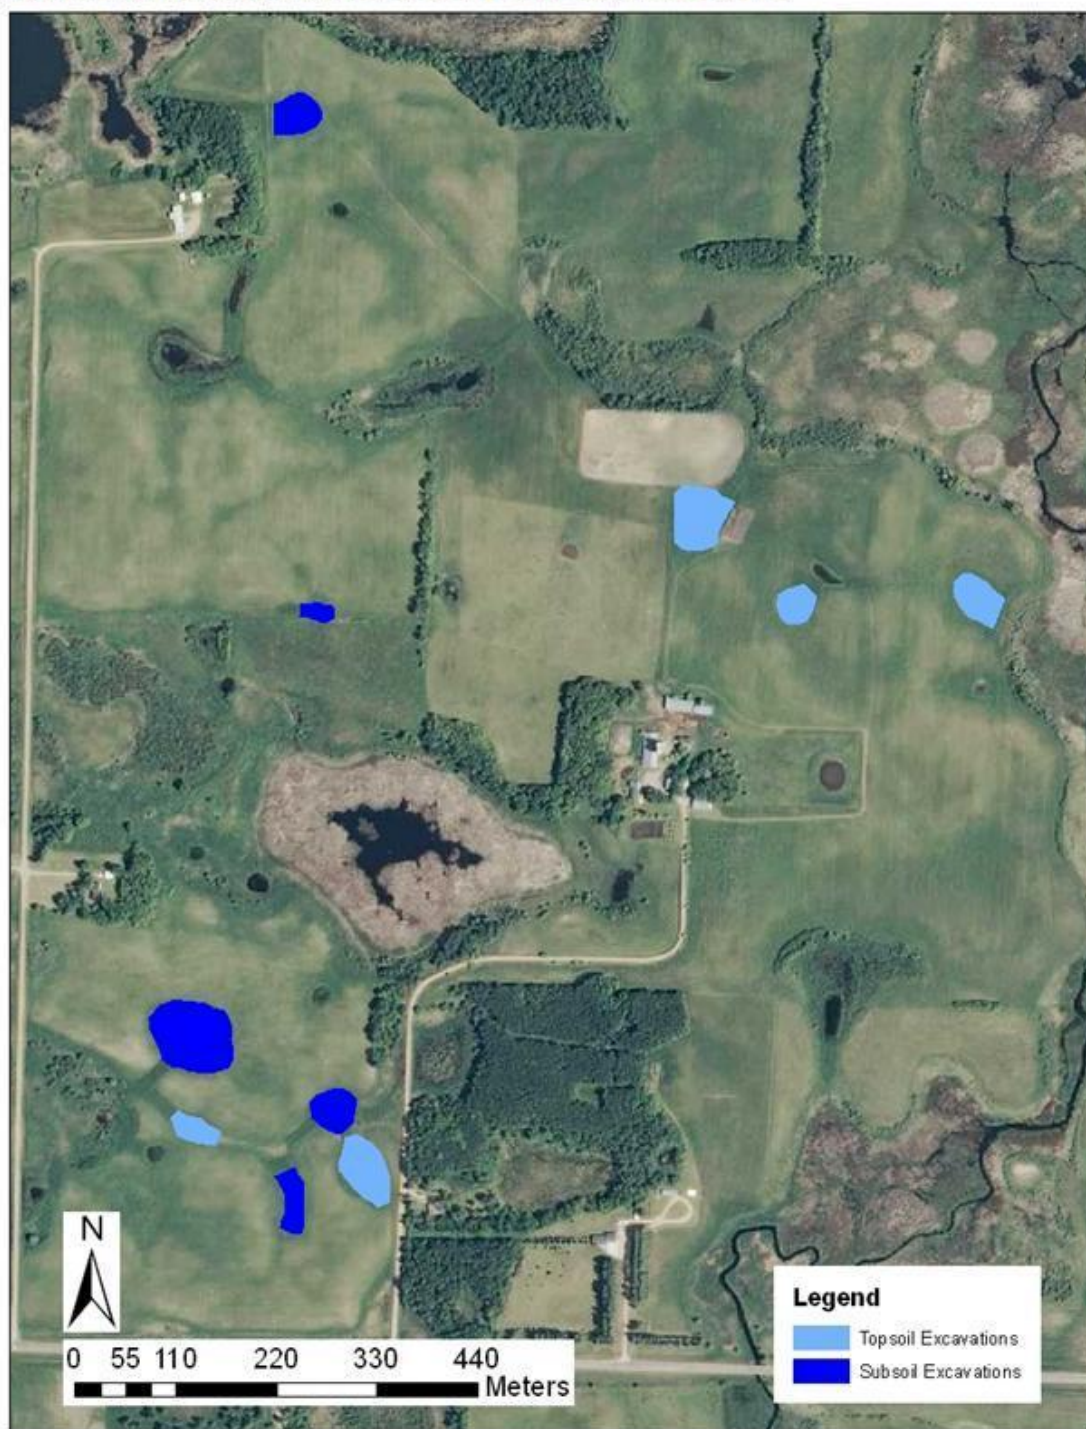 N
0 55 110 220 330 440
Meters
Legend
Topsoil Excavations
Subsoil Excavations